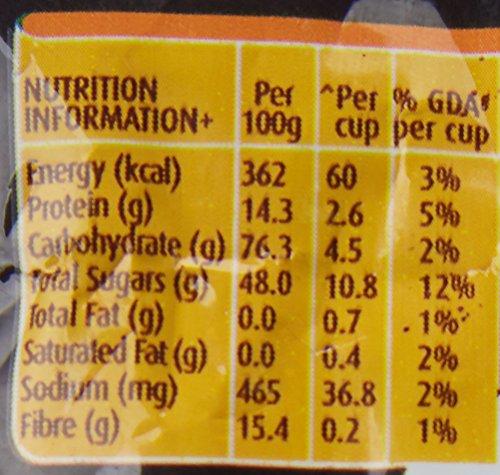 NUTRITION Per ^Per % GDA#
INFORMATION+ 100g cup per cup
Energy (kcal) 362 60 3%
Protein (g) 14.3 2.6 5%
Carbohydrate (g) 76.3 4.5 2%
Total Sugars (g) 48.0 10.8 12%
Total Fat (g) 0.0 0.7 1%
Saturated Fat (g) 0.0 0.4 2%
Sodium (mg) 465 36.8 2%
Fibre (g) 15.4 0.2 1%